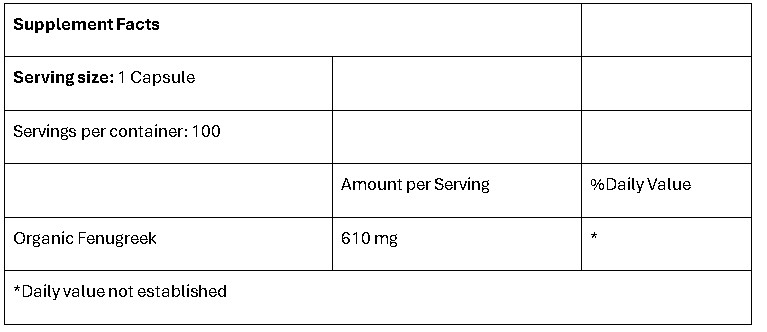 Supplement Facts
Serving size: 1 Capsule
Servings per container: 100
Amount per Serving %Daily Value
Organic Fenugreek 610 mg *
*Daily value not established